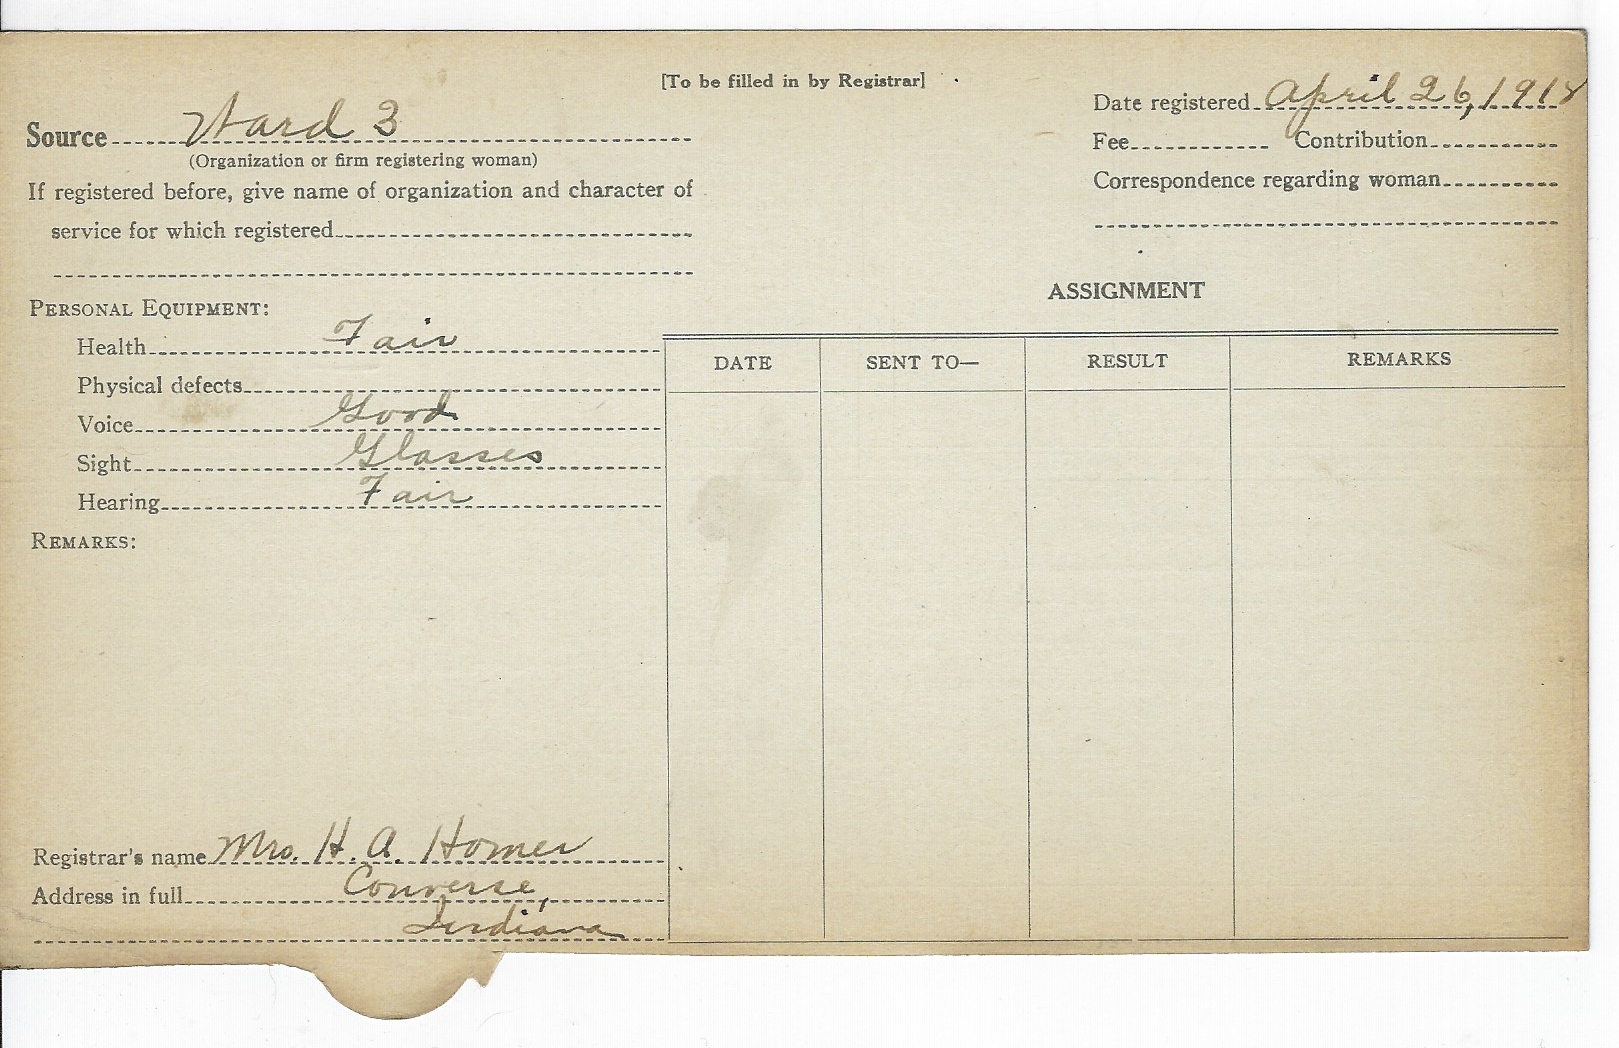 [To be filled in by Registrar]
Source Ward 3
(Organization or firm registering woman)
If registered before, give name of organization and character of
service for which registered
Date registered April 26, 1918
Fee Contribution
Correspondence regarding woman
PERSONAL EQUIPMENT:
Health Fair
Physical defects
Voice Good
Sight Glasses
Hearing Fair
REMARKS:
Registrar's name Mrs. H. A. Homer
Address in full Converse,
Indiana
ASSIGNMENT
DATE SENT TO— RESULT REMARKS